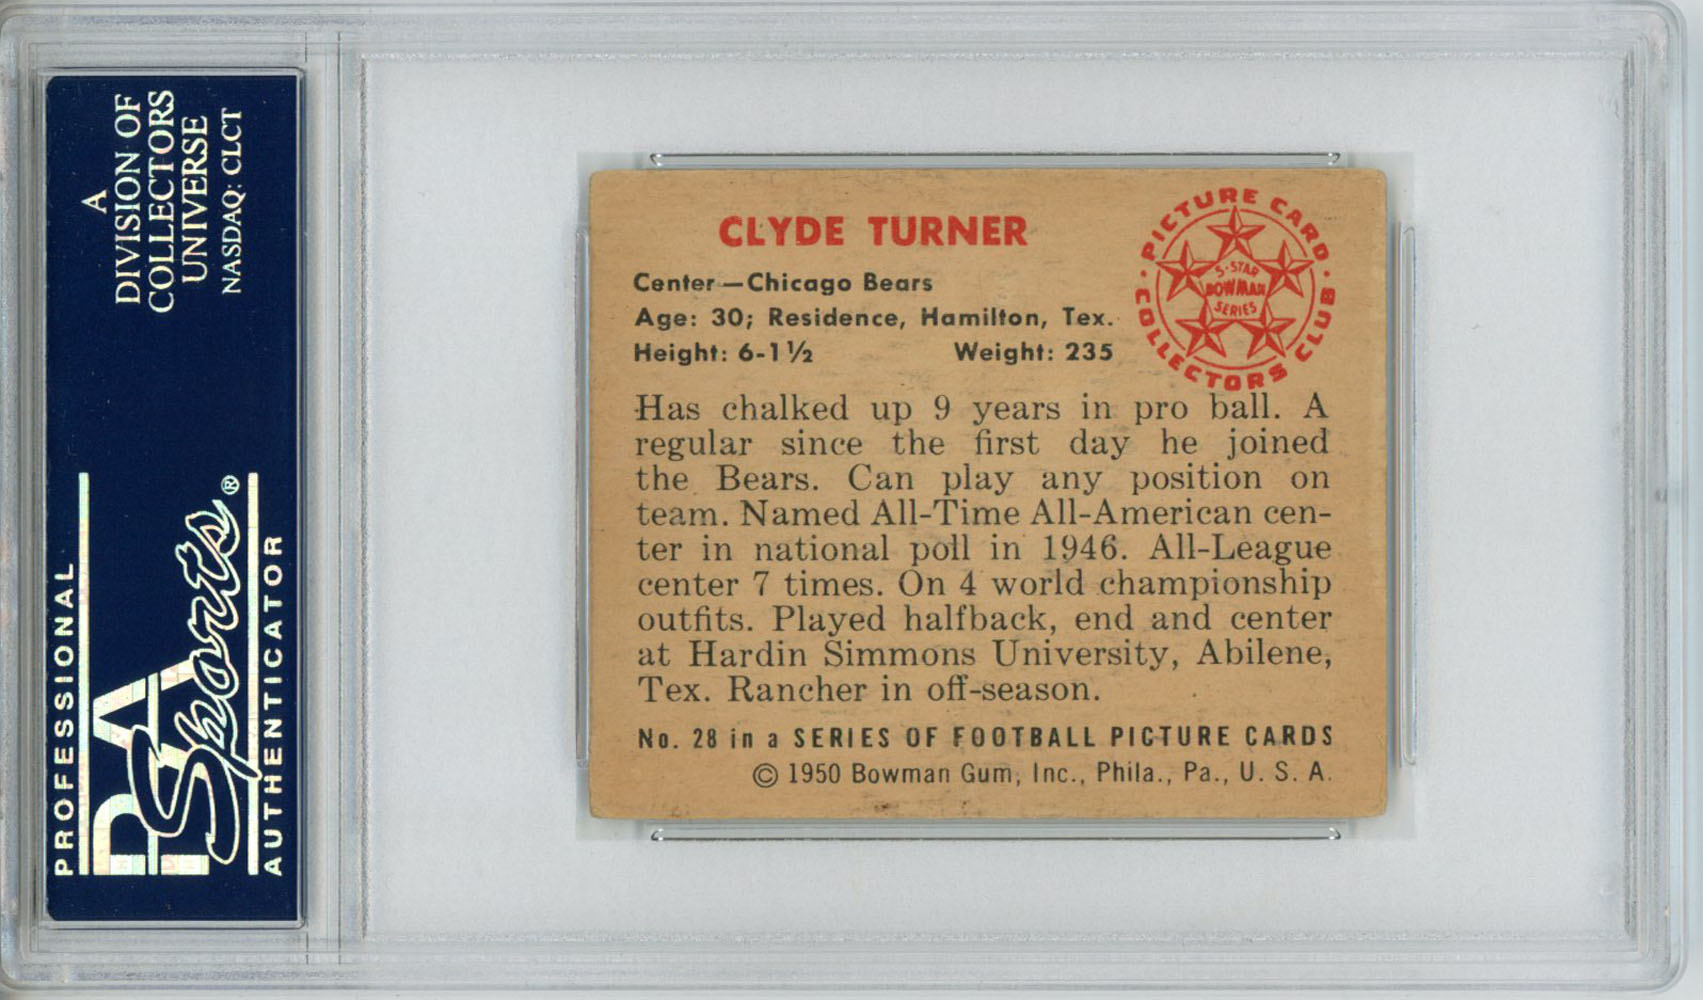 A
DIVISION OF
COLLECTORS
UNIVERSE
NASDAQ: CLCT
PROFESSIONAL
PSA
Sports®
AUTHENTICATOR
CLYDE TURNER
Center—Chicago Bears
Age: 30; Residence, Hamilton, Tex.
Height: 6-1½ Weight: 235
PICTURE CARD
COLLECTORS CLUB
5-STAR
BOWMAN
SERIES
Has chalked up 9 years in pro ball. A
regular since the first day he joined
the Bears. Can play any position on
team. Named All-Time All-American cen-
ter in national poll in 1946. All-League
center 7 times. On 4 world championship
outfits. Played halfback, end and center
at Hardin Simmons University, Abilene,
Tex. Rancher in off-season.
No. 28 in a SERIES OF FOOTBALL PICTURE CARDS
© 1950 Bowman Gum, Inc., Phila., Pa., U. S. A.